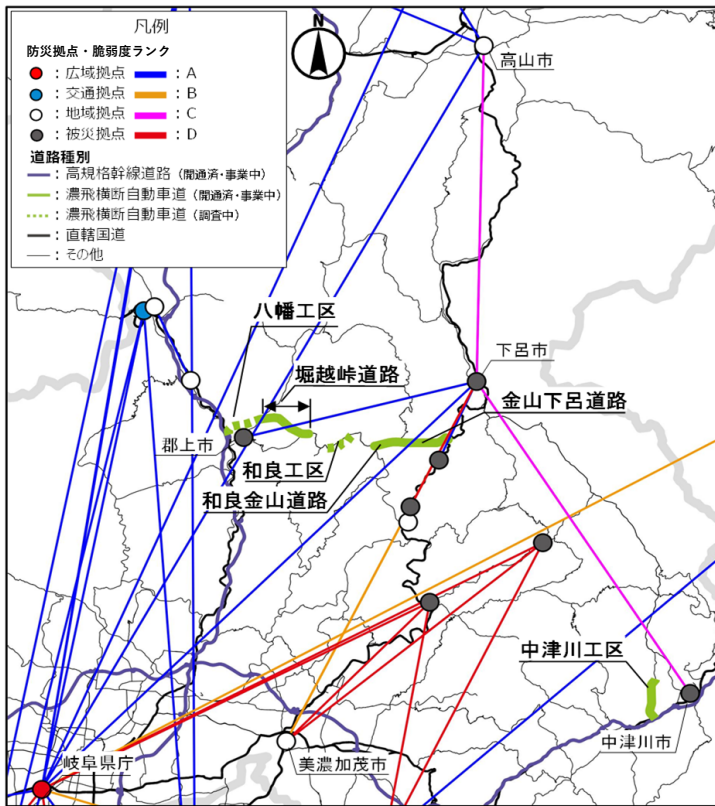 凡例
防災拠点・脆弱度ランク
：広域拠点 ：A
：交通拠点 ：B
：地域拠点 ：C
：被災拠点 ：D
道路種別
：高規格幹線道路（開通済・事業中）
：濃飛横断自動車道（開通済・事業中）
：濃飛横断自動車道（調査中）
：直轄国道
：その他
N
高山市
八幡工区
下呂市
堀越峠道路
金山下呂道路
郡上市
和良工区
和良金山道路
中津川工区
中津川市
岐阜県庁
美濃加茂市